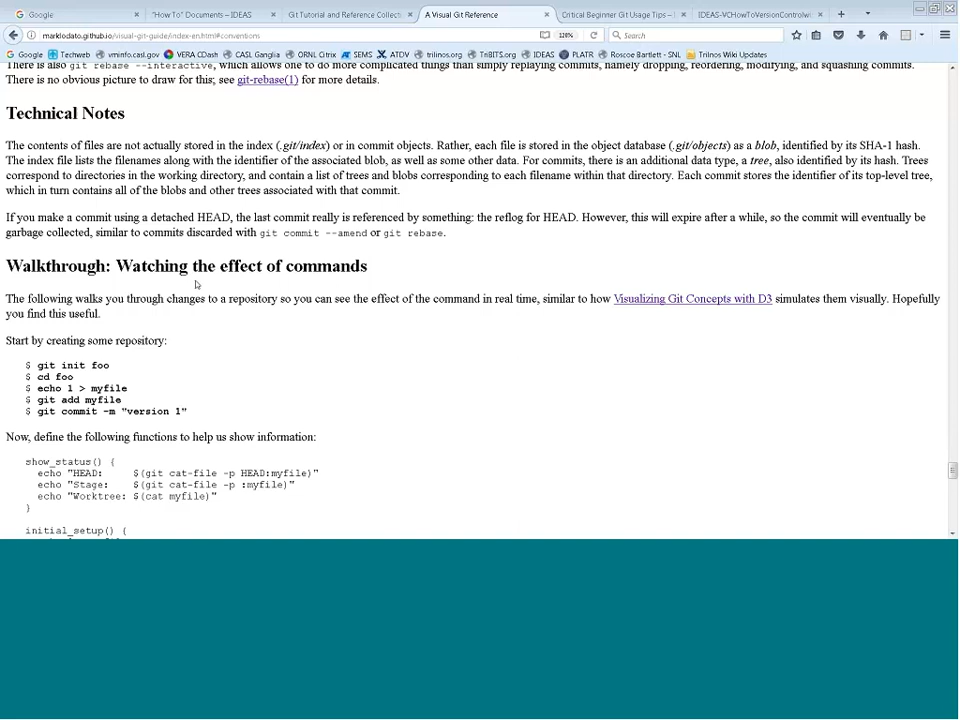 Google
"How To" Documents – IDEAS
Git Tutorial and Reference Collecti
A Visual Git Reference
Critical Beginner Git Usage Tips –
IDEAS-VCHowToVersionControlw
marklodato.github.io/visual-git-guide/index-en.html#conventions
120%
Search
Google Techweb vminfo.casl.gov VERA CDash CASL Ganglia ORNL Citrix SEMS ATDV trilinos.org TriBITS.org IDEAS PLATR Roscoe Bartlett - SNL Trilnos Wiki Updates
There is also git rebase --interactive, which allows one to do more complicated things than simply replaying commits, namely dropping, reordering, modifying, and squashing commits.
There is no obvious picture to draw for this; see git-rebase(1) for more details.
Technical Notes
The contents of files are not actually stored in the index (.git/index) or in commit objects. Rather, each file is stored in the object database (.git/objects) as a blob, identified by its SHA-1 hash.
The index file lists the filenames along with the identifier of the associated blob, as well as some other data. For commits, there is an additional data type, a tree, also identified by its hash. Trees
correspond to directories in the working directory, and contain a list of trees and blobs corresponding to each filename within that directory. Each commit stores the identifier of its top-level tree,
which in turn contains all of the blobs and other trees associated with that commit.
If you make a commit using a detached HEAD, the last commit really is referenced by something: the reflog for HEAD. However, this will expire after a while, so the commit will eventually be
garbage collected, similar to commits discarded with git commit --amend or git rebase.
Walkthrough: Watching the effect of commands
The following walks you through changes to a repository so you can see the effect of the command in real time, similar to how Visualizing Git Concepts with D3 simulates them visually. Hopefully
you find this useful.
Start by creating some repository:
$ git init foo
$ cd foo
$ echo 1 > myfile
$ git add myfile
$ git commit -m "version 1"
Now, define the following functions to help us show information:
show_status() {
echo "HEAD: $(git cat-file -p HEAD:myfile)"
echo "Stage: $(git cat-file -p :myfile)"
echo "Worktree: $(cat myfile)"
}
initial_setup() {